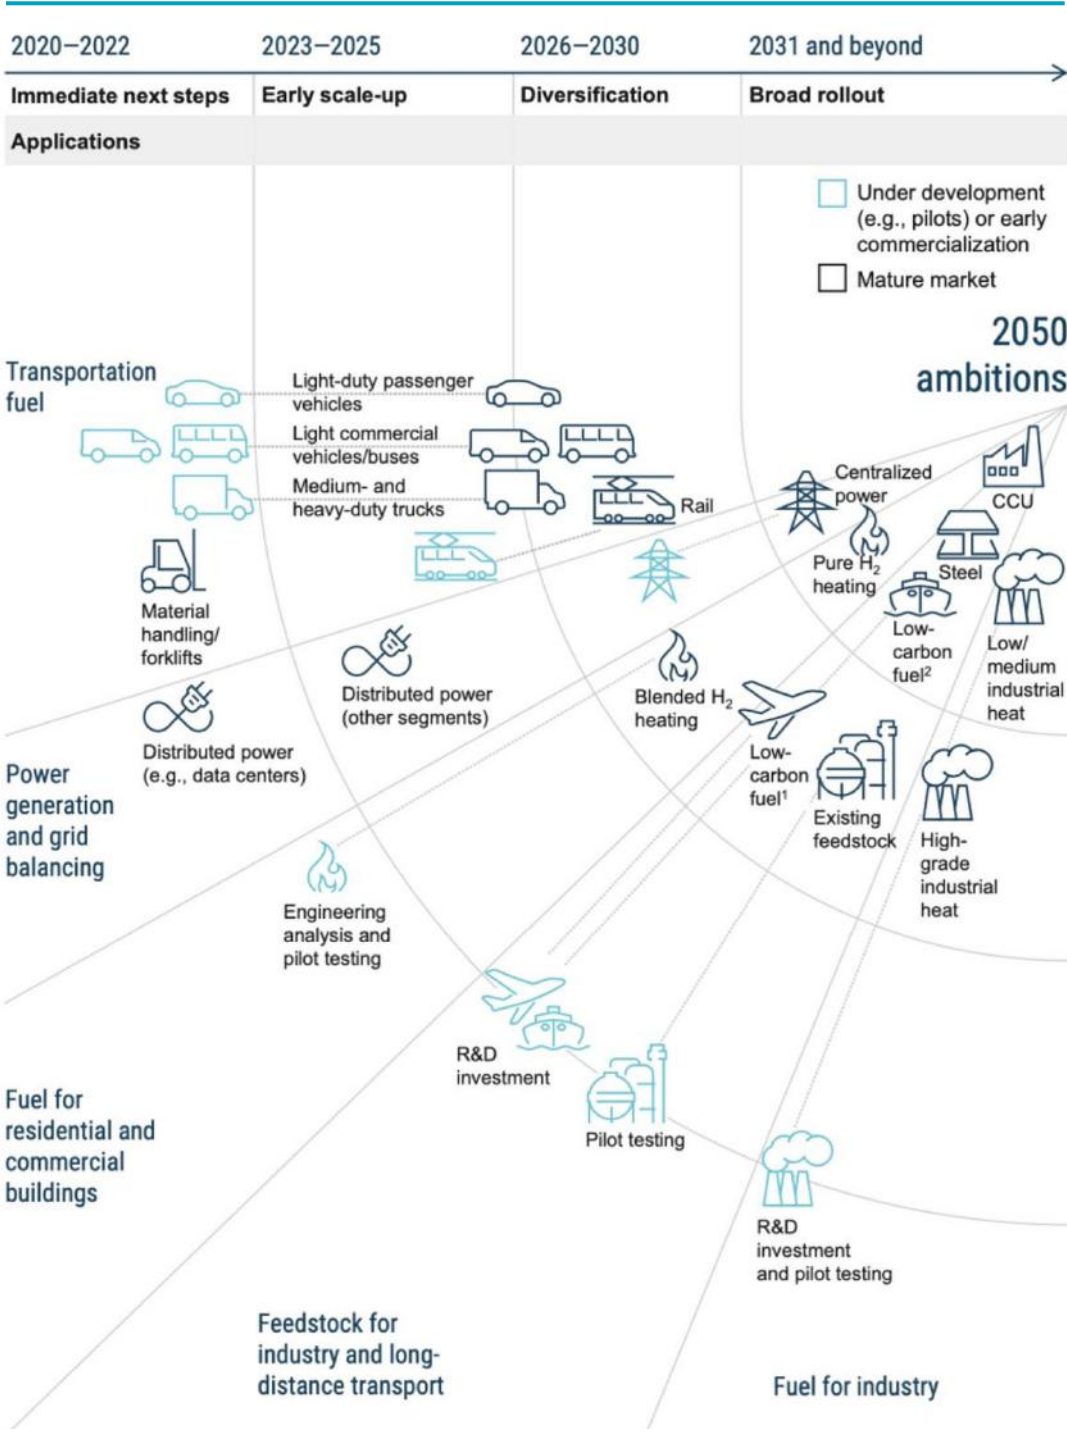 2020–2022
2023–2025
2026–2030
2031 and beyond
Immediate next steps
Early scale-up
Diversification
Broad rollout
Applications
Under development
(e.g., pilots) or early
commercialization
Mature market
2050
ambitions
Transportation
fuel
Light-duty passenger
vehicles
Light commercial
vehicles/buses
Medium- and
heavy-duty trucks
Rail
Centralized
power
CCU
Pure H₂
heating
Steel
Material
handling/
forklifts
Low-
carbon
fuel²
Low/
medium
industrial
heat
Distributed power
(other segments)
Blended H₂
heating
Distributed power
(e.g., data centers)
Low-
carbon
fuel¹
Existing
feedstock
High-
grade
industrial
heat
Power
generation
and grid
balancing
Engineering
analysis and
pilot testing
R&D
investment
Pilot testing
Fuel for
residential and
commercial
buildings
R&D
investment
and pilot testing
Feedstock for
industry and long-
distance transport
Fuel for industry